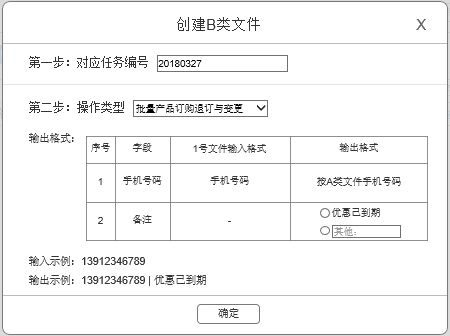 创建B类文件 X
第一步：对应任务编号 20180327
第二步：操作类型 批量产品订购退订与变更
输出格式：
序号 字段 1号文件输入格式 输出格式
1 手机号码 手机号码 按A类文件手机号码
2 备注 - 优惠已到期
其他：
输入示例：13912346789
输出示例：13912346789 | 优惠已到期
确定